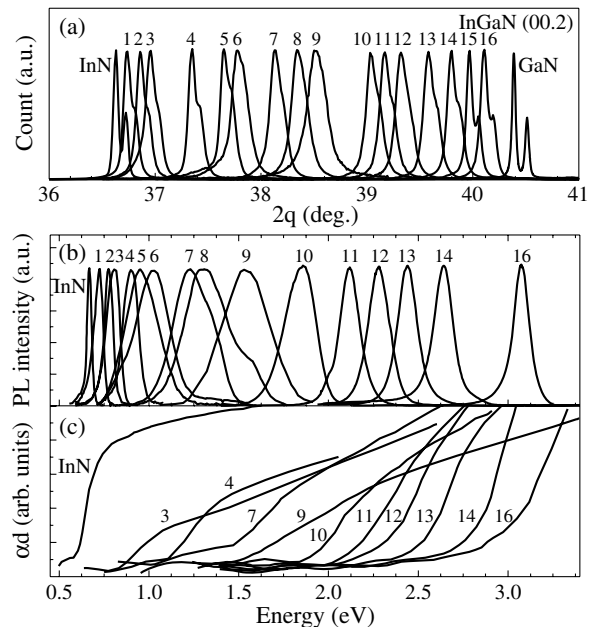 (a)
InGaN (00.2)
1 2 3 4 5 6 7 8 9 10 11 12 13 14 15 16
InN
GaN
Count (a.u.)
36 37 38 39 40 41
2q (deg.)
(b)
1 2 3 4 5 6 7 8 9 10 11 12 13 14 16
InN
PL intensity (a.u.)
(c)
InN
3 4 7 9 10 11 12 13 14 16
αd (arb. units)
0.5 1.0 1.5 2.0 2.5 3.0
Energy (eV)